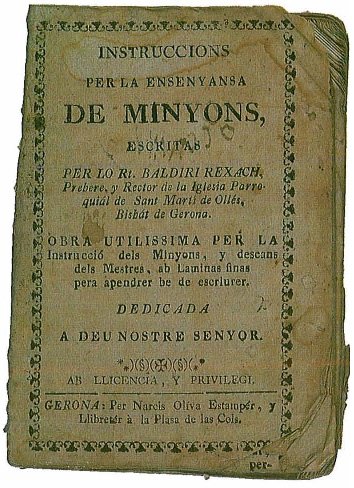 INSTRUCCIONS
PER LA ENSENYANSA
DE MINYONS,
ESCRITAS
PER LO Rt. BALDIRI REXACH,
Prebere, y Rector de la Iglesia Parro-
quiál de Sant Martí de Ollés,
Bisbát de Gerona.
OBRA UTILISSIMA PER LA
Instrucció dels Minyons, y descans
dels Mestres, ab Laminas finas
pera apendrer be de escriurer.
DEDICADA
A DEU NOSTRE SENYOR.
AB LLICENCIA, Y PRIVILEGI.
GERONA: Per Narcis Oliva Estampér, y
Llibretér à la Plasa de las Cols.
per-